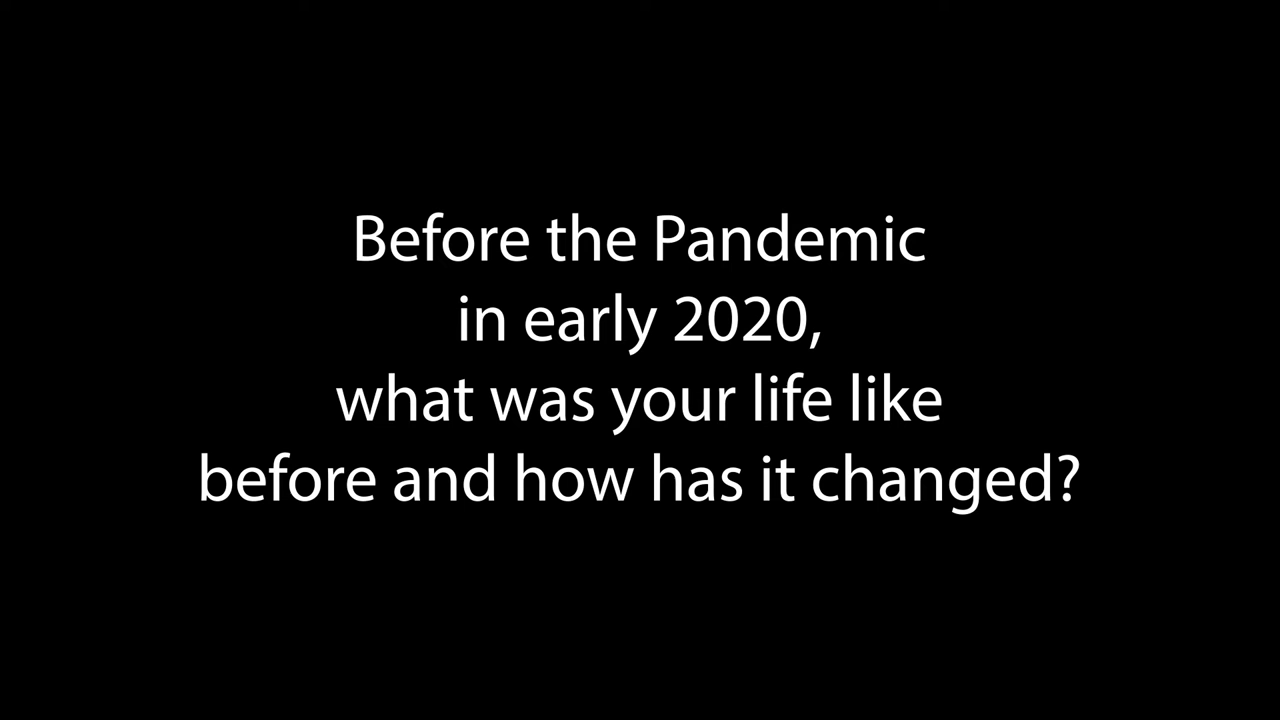 Before the Pandemic
in early 2020,
what was your life like
before and how has it changed?